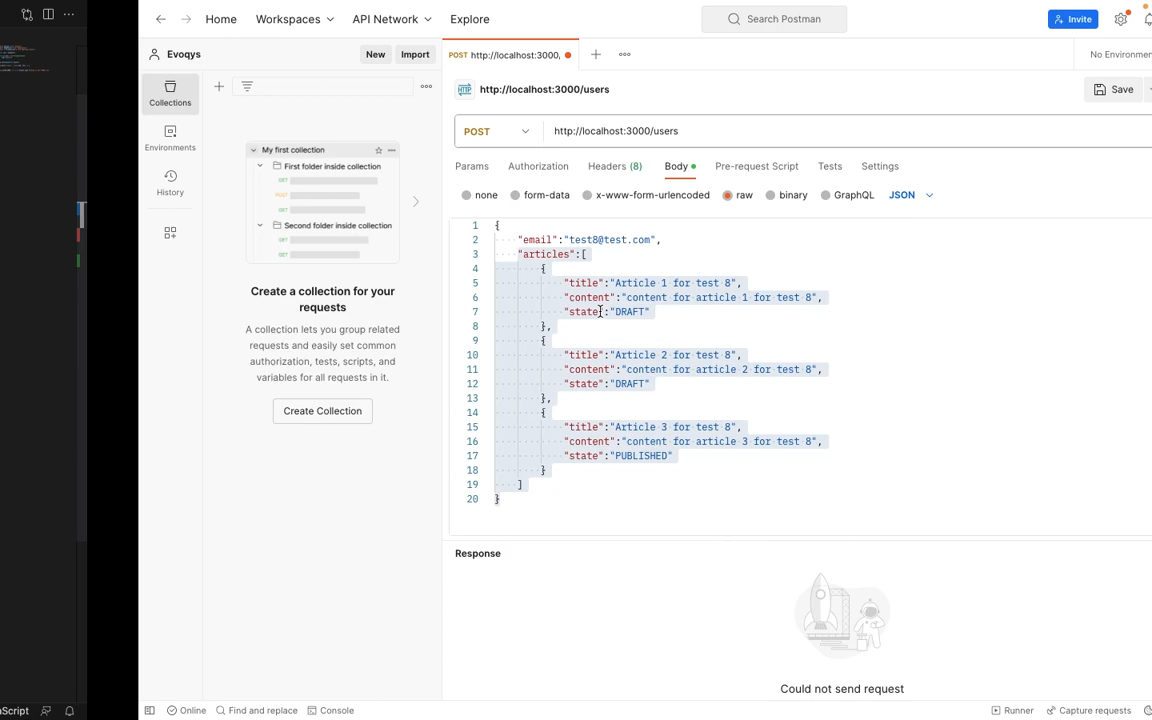 Home
Workspaces
API Network
Explore
Search Postman
Invite
Evoqys
New
Import
POST http://localhost:3000,
No Environmen
Collections
Environments
History
My first collection
First folder inside collection
GET
POST
GET
Second folder inside collection
GET
GET
Create a collection for your
requests
A collection lets you group related
requests and easily set common
authorization, tests, scripts, and
variables for all requests in it.
Create Collection
HTTP http://localhost:3000/users
Save
POST
http://localhost:3000/users
Params Authorization Headers (8) Body Pre-request Script Tests Settings
none form-data x-www-form-urlencoded raw binary GraphQL JSON
1 {
2 "email":"test8@test.com",
3 "articles":[
4 {
5 "title":"Article 1 for test 8",
6 "content":"content for article 1 for test 8",
7 "state":"DRAFT"
8 },
9 {
10 "title":"Article 2 for test 8",
11 "content":"content for article 2 for test 8",
12 "state":"DRAFT"
13 },
14 {
15 "title":"Article 3 for test 8",
16 "content":"content for article 3 for test 8",
17 "state":"PUBLISHED"
18 }
19 ]
20 }
Response
Could not send request
aScript
Online Find and replace Console
Runner Capture requests